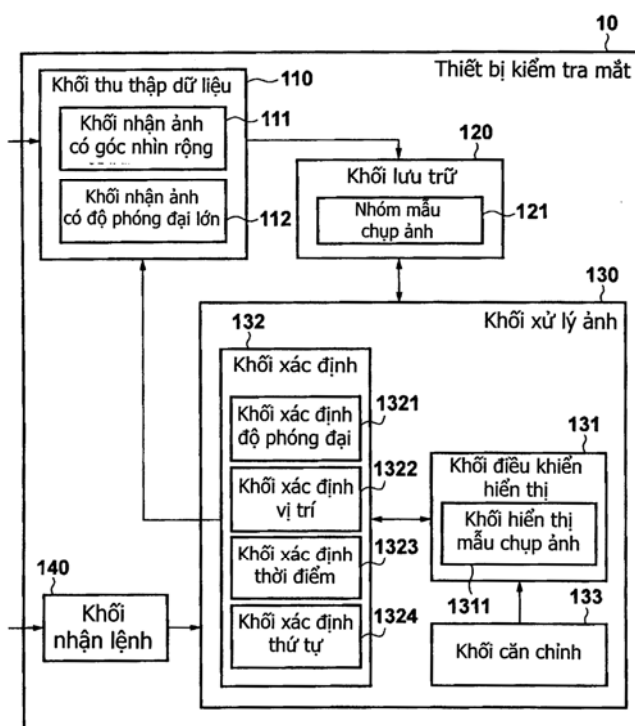 10
Thiết bị kiểm tra mắt
110
Khối thu thập dữ liệu
111
Khối nhận ảnh
có góc nhìn rộng
Khối nhận ảnh
có độ phóng đại lớn
112
120
Khối lưu trữ
Nhóm mẫu
chụp ảnh
121
130
Khối xử lý ảnh
132
Khối xác định
1321
Khối xác định
độ phóng đại
1322
Khối xác định
vị trí
1323
Khối xác định
thời điểm
1324
Khối xác định
thứ tự
131
Khối điều khiển
hiển thị
Khối hiển thị
mẫu chụp ảnh
1311
133
Khối căn chỉnh
140
Khối
nhận lệnh